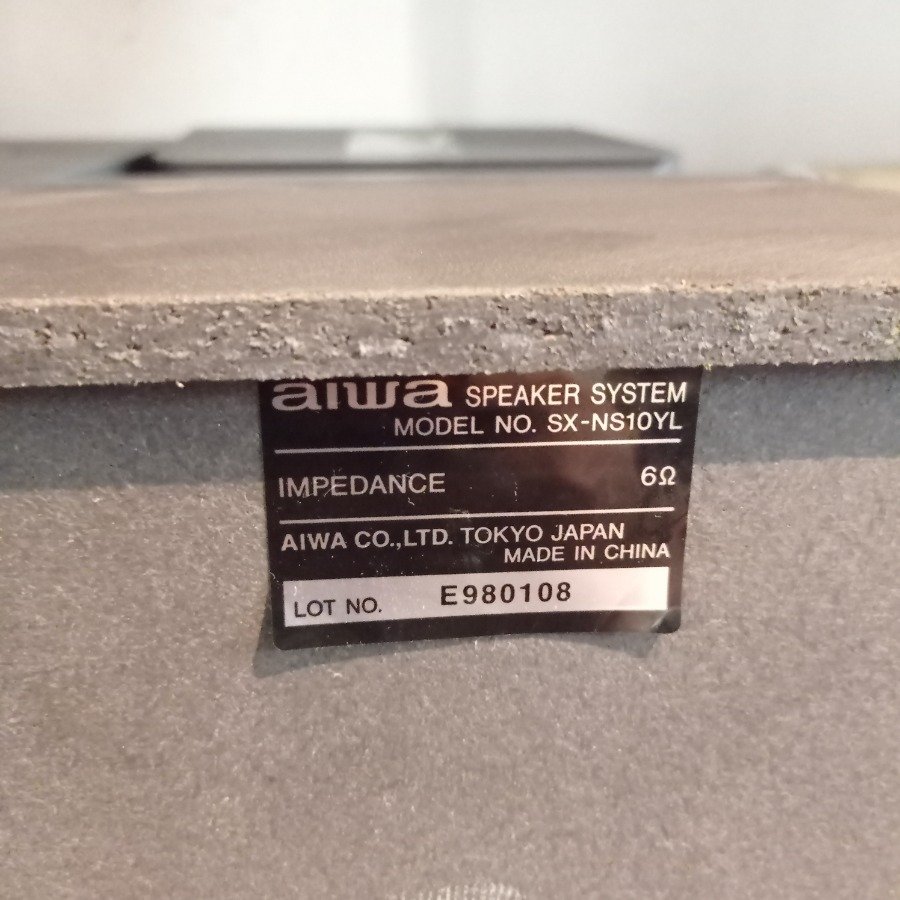 aiwa SPEAKER SYSTEM
MODEL NO. SX-NS10YL
IMPEDANCE 6Ω
AIWA CO.,LTD. TOKYO JAPAN
MADE IN CHINA
LOT NO. E980108